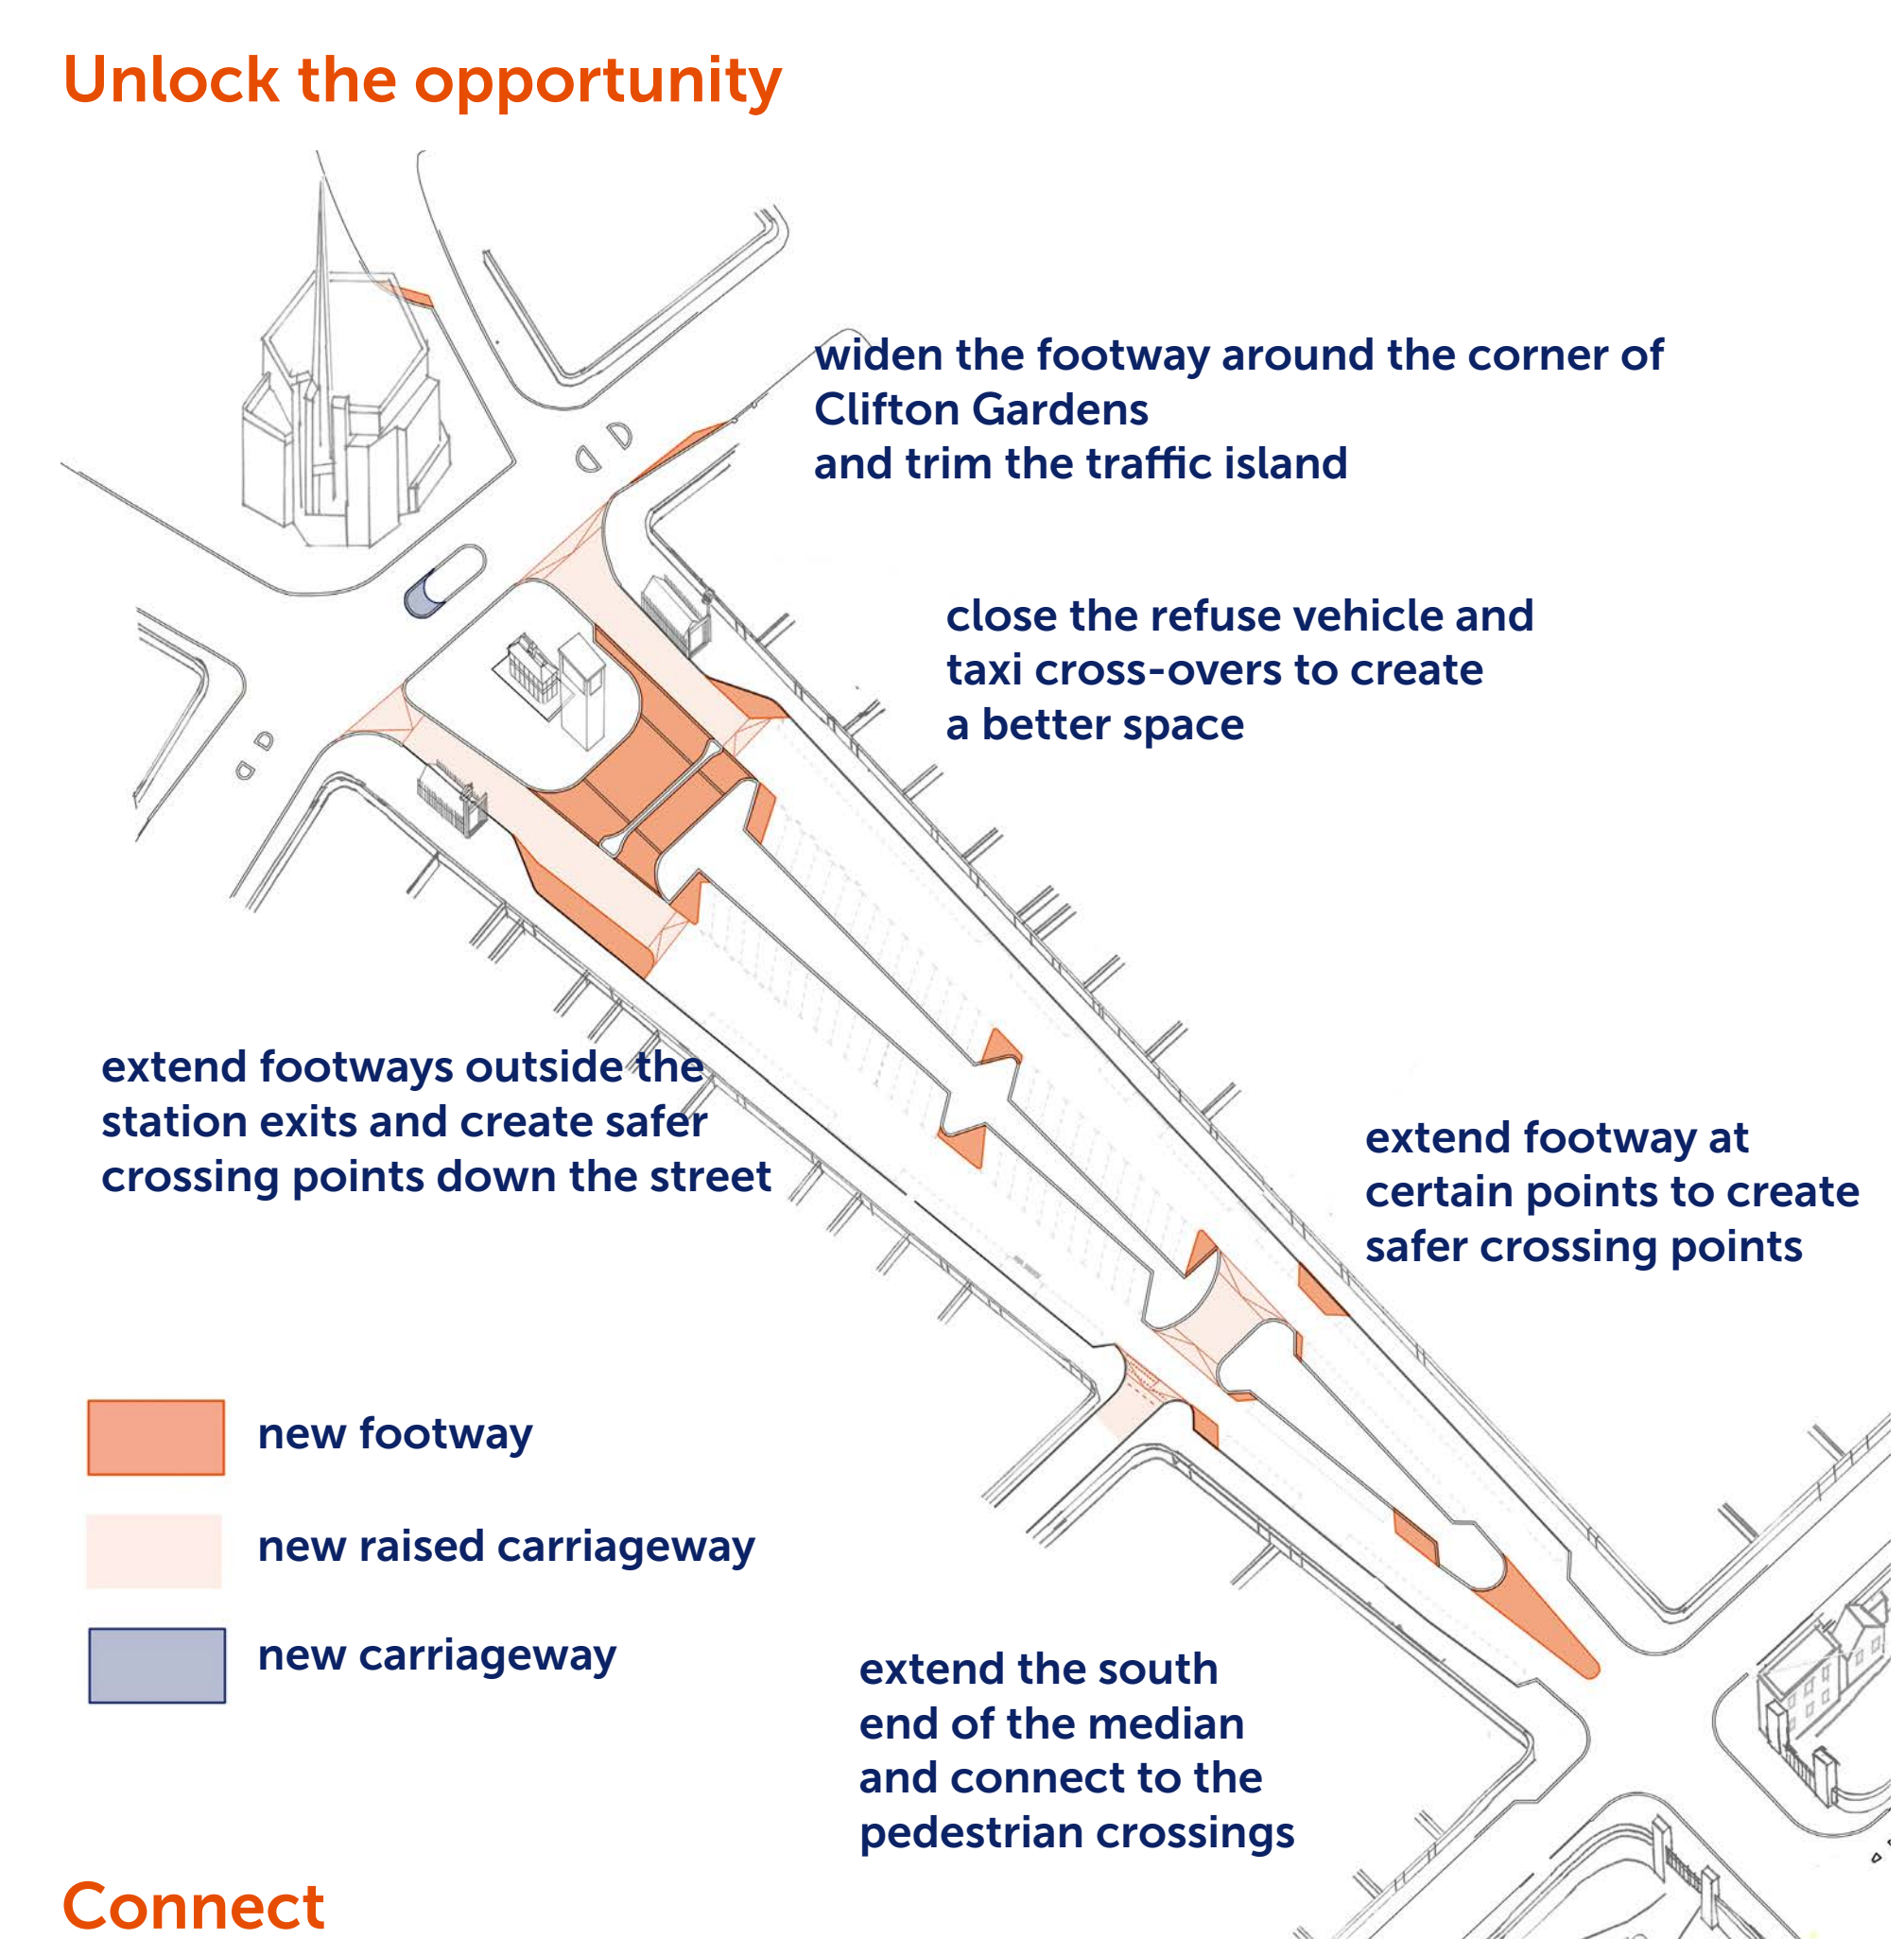 Unlock the opportunity
widen the footway around the corner of
Clifton Gardens
and trim the traffic island
close the refuse vehicle and
taxi cross-overs to create
a better space
extend footways outside the
station exits and create safer
crossing points down the street
extend footway at
certain points to create
safer crossing points
new footway
new raised carriageway
new carriageway
extend the south
end of the median
and connect to the
pedestrian crossings
Connect